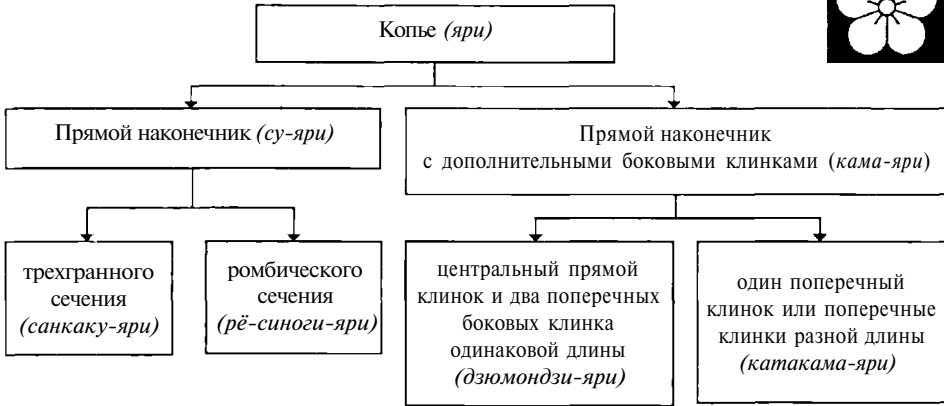 Копье (яри)
Прямой наконечник (су-яри)
Прямой наконечник
с дополнительными боковыми клинками (кама-яри)
трехгранного
сечения
(санкаку-яри)
ромбического
сечения
(рё-синоги-яри)
центральный прямой
клинок и два поперечных
боковых клинка
одинаковой длины
(дзюмондзи-яри)
один поперечный
клинок или поперечные
клинки разной длины
(катакама-яри)